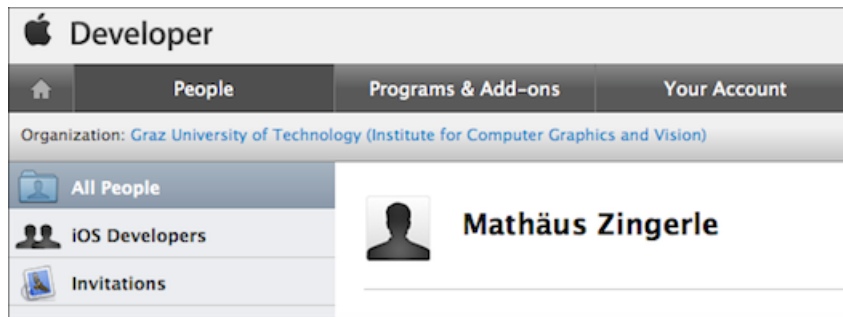 Developer
People Programs & Add-ons Your Account
Organization: Graz University of Technology (Institute for Computer Graphics and Vision)
All People
iOS Developers
Invitations
Mathäus Zingerle